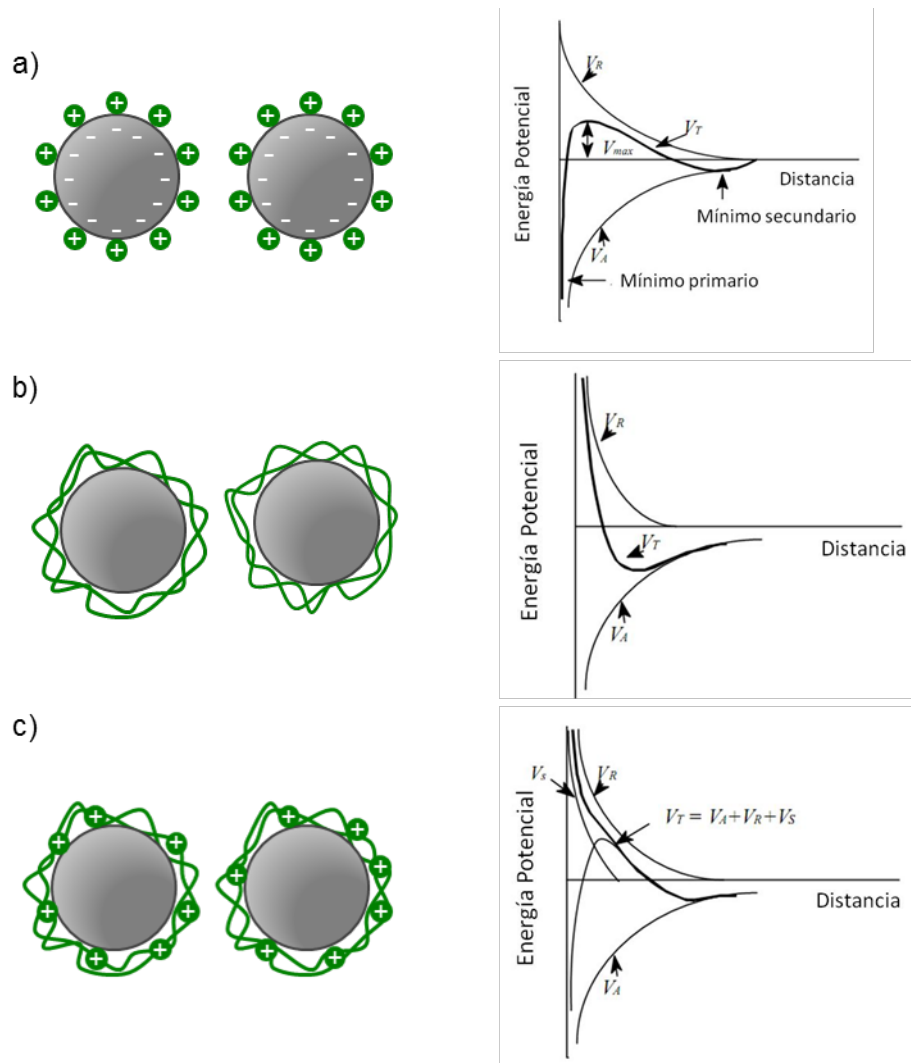 a)
Energía Potencial
V_R
V_T
V_max
Distancia
Mínimo secundario
V_A
Mínimo primario
b)
Energía Potencial
V_R
V_T
Distancia
V_A
c)
Energía Potencial
V_s
V_R
V_T = V_A+V_R+V_S
Distancia
V_A